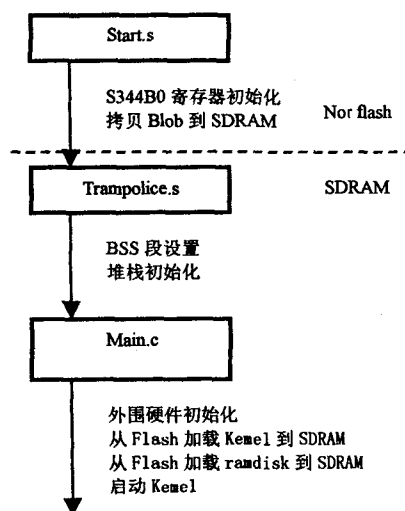 Start.s
S344B0 寄存器初始化
拷贝 Blob 到 SDRAM
Nor flash
Trampolice.s
SDRAM
BSS 段设置
堆栈初始化
Main.c
外围硬件初始化
从 Flash 加载 Kemel 到 SDRAM
从 Flash 加载 ramdisk 到 SDRAM
启动 Kemel